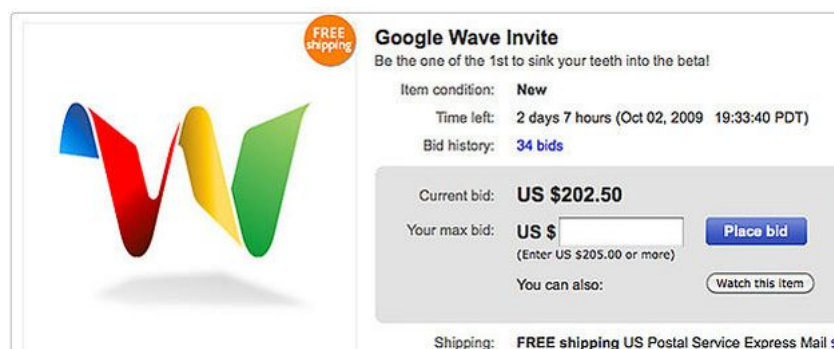 FREE
shipping
Google Wave Invite
Be the one of the 1st to sink your teeth into the beta!
Item condition: New
Time left: 2 days 7 hours (Oct 02, 2009 19:33:40 PDT)
Bid history: 34 bids
Current bid: US $202.50
Your max bid: US $ Place bid
(Enter US $205.00 or more)
You can also: Watch this item
Shipping: FREE shipping US Postal Service Express Mail